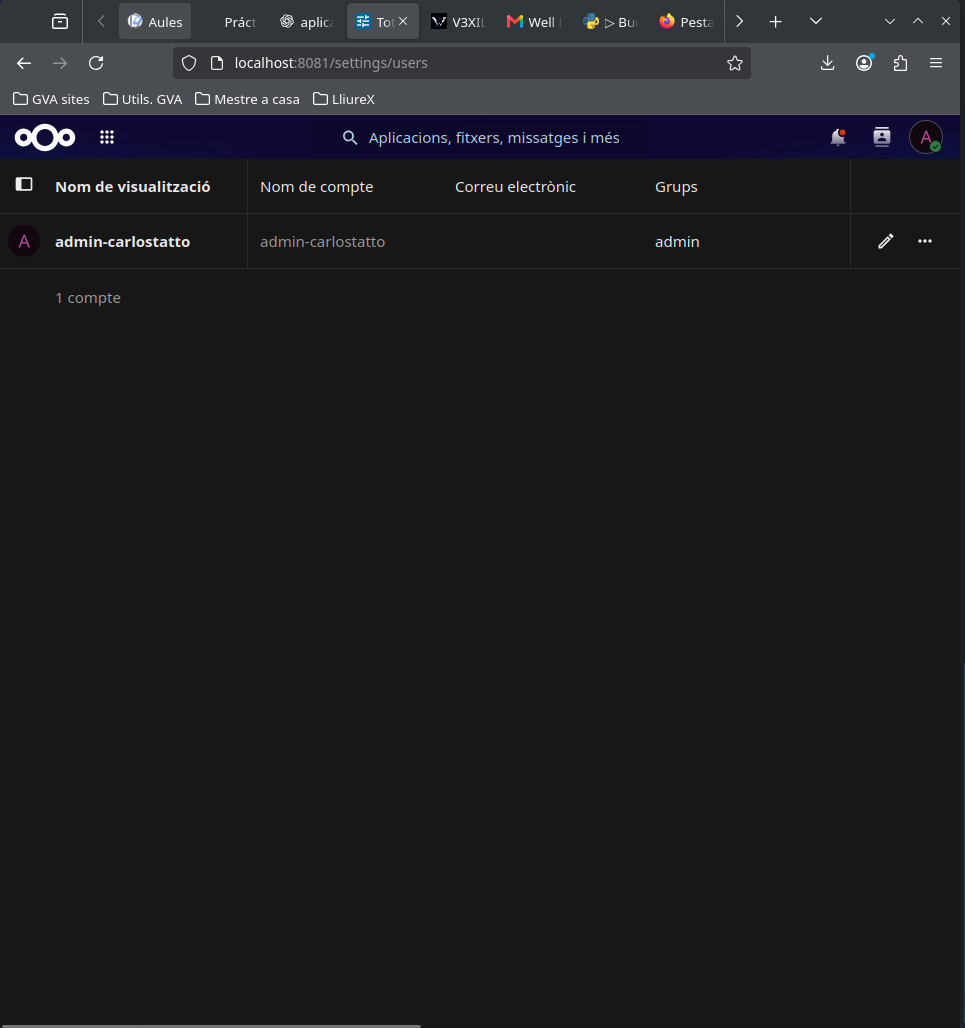 Aules
Práct
aplica
Tot
V3XIL
Well
▷ Bu
Pesta
localhost:8081/settings/users
GVA sites
Utils. GVA
Mestre a casa
LliureX
Aplicacions, fitxers, missatges i més
A
Nom de visualització
Nom de compte
Correu electrònic
Grups
A
admin-carlostatto
admin-carlostatto
admin
1 compte